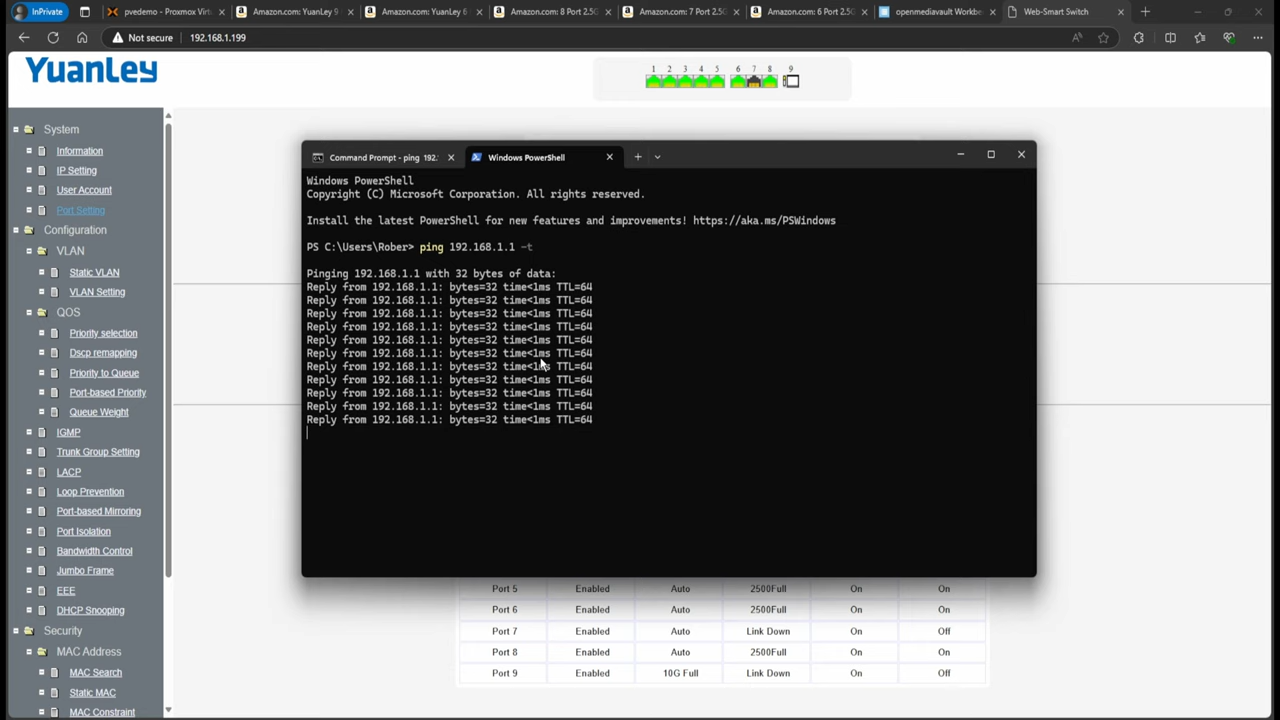 InPrivate
pvedemo - Proxmox Virt
Amazon.com: YuanLey 9
Amazon.com: YuanLey 6
Amazon.com: 8 Port 2.5G
Amazon.com: 7 Port 2.5G
Amazon.com: 6 Port 2.5G
openmediavault Workbe
Web-Smart Switch
Not secure
192.168.1.199
YuanLey
1 2 3 4 5 6 7 8 9
System
Information
IP Setting
User Account
Port Setting
Configuration
VLAN
Static VLAN
VLAN Setting
QOS
Priority selection
Dscp remapping
Priority to Queue
Port-based Priority
Queue Weight
IGMP
Trunk Group Setting
LACP
Loop Prevention
Port-based Mirroring
Port Isolation
Bandwidth Control
Jumbo Frame
EEE
DHCP Snooping
Security
MAC Address
MAC Search
Static MAC
MAC Constraint
Command Prompt - ping 192.
Windows PowerShell
Windows PowerShell
Copyright (C) Microsoft Corporation. All rights reserved.
Install the latest PowerShell for new features and improvements! https://aka.ms/PSWindows
PS C:\Users\Rober> ping 192.168.1.1 -t
Pinging 192.168.1.1 with 32 bytes of data:
Reply from 192.168.1.1: bytes=32 time<1ms TTL=64
Reply from 192.168.1.1: bytes=32 time<1ms TTL=64
Reply from 192.168.1.1: bytes=32 time<1ms TTL=64
Reply from 192.168.1.1: bytes=32 time<1ms TTL=64
Reply from 192.168.1.1: bytes=32 time<1ms TTL=64
Reply from 192.168.1.1: bytes=32 time<1ms TTL=64
Reply from 192.168.1.1: bytes=32 time<1ms TTL=64
Reply from 192.168.1.1: bytes=32 time<1ms TTL=64
Reply from 192.168.1.1: bytes=32 time<1ms TTL=64
Reply from 192.168.1.1: bytes=32 time<1ms TTL=64
Reply from 192.168.1.1: bytes=32 time<1ms TTL=64
Port 5 Enabled Auto 2500Full On On
Port 6 Enabled Auto 2500Full On On
Port 7 Enabled Auto Link Down On Off
Port 8 Enabled Auto 2500Full On On
Port 9 Enabled 10G Full Link Down On Off